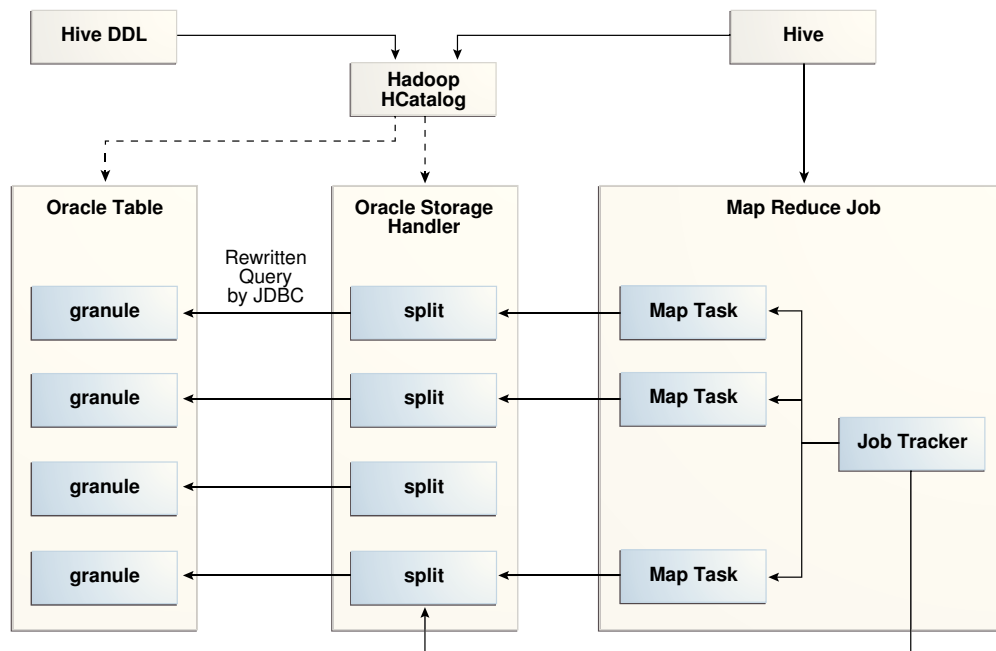 Hive DDL
Hive
Hadoop
HCatalog
Oracle Table
Oracle Storage
Handler
Map Reduce Job
Rewritten
Query
by JDBC
granule
split
Map Task
granule
split
Map Task
Job Tracker
granule
split
granule
split
Map Task